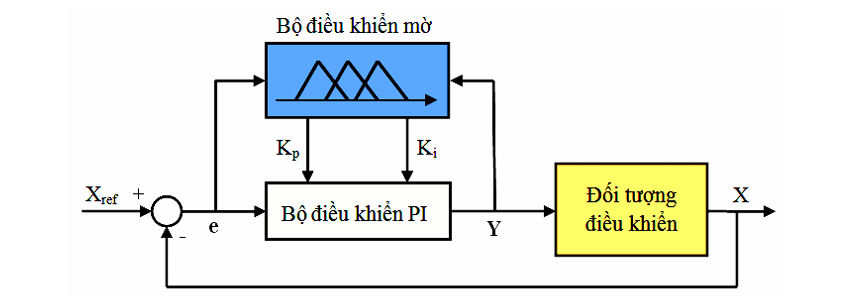 Bộ điều khiển mờ
Kp
Ki
Xref
+
-
e
Bộ điều khiển PI
Y
Đối tượng
điều khiển
X